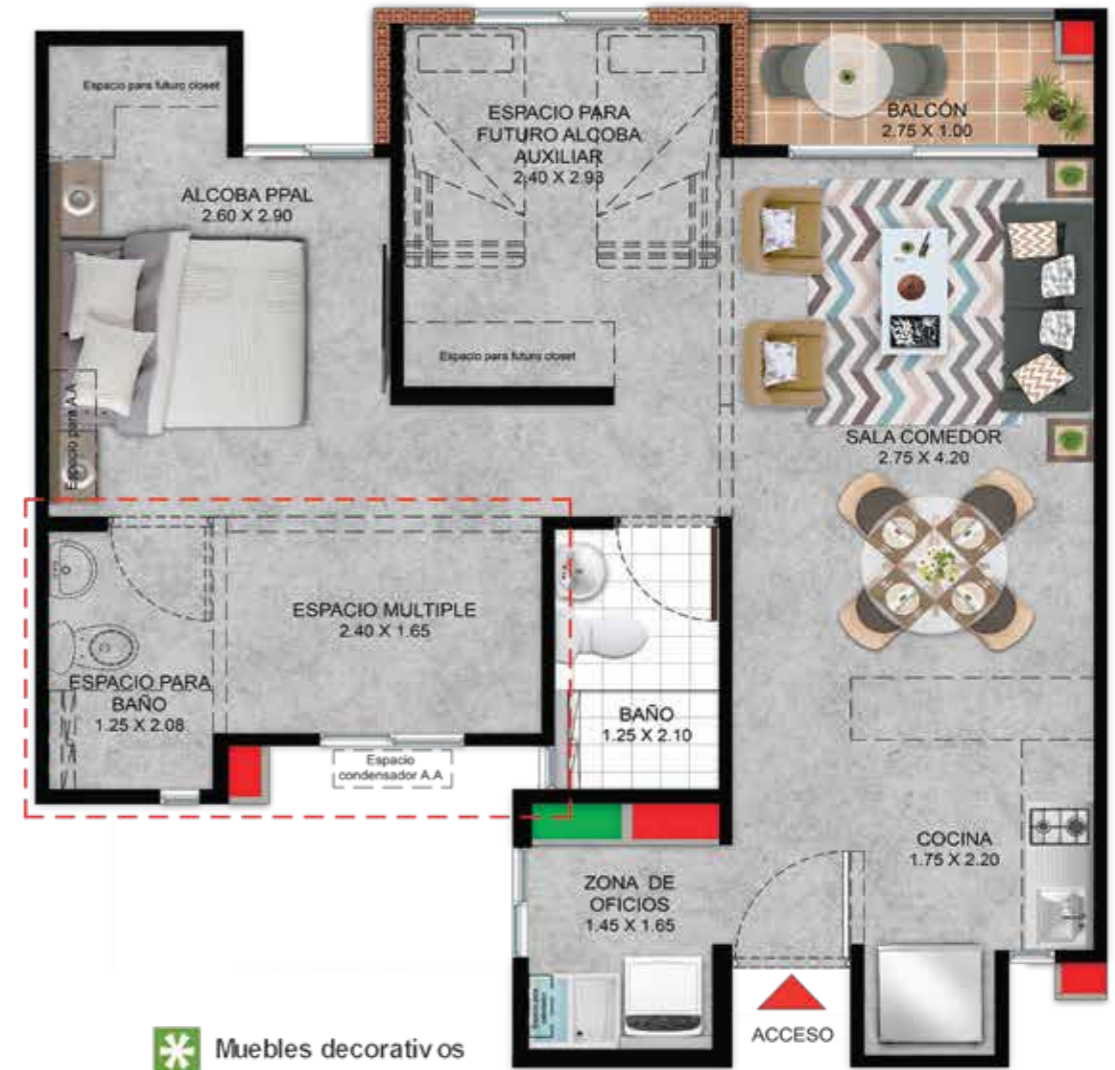 Espacio para futuro closet
ESPACIO PARA
FUTURO ALCOBA
AUXILIAR
2.40 X 2.93
BALCÓN
2.75 X 1.00
ALCOBA PPAL
2.60 X 2.90
Espacio para futuro closet
Espacio para A.A
SALA COMEDOR
2.75 X 4.20
ESPACIO MULTIPLE
2.40 X 1.65
ESPACIO PARA
BAÑO
1.25 X 2.08
BAÑO
1.25 X 2.10
Espacio
condensador A.A
COCINA
1.75 X 2.20
ZONA DE
OFICIOS
1.45 X 1.65
ACCESO
Muebles decorativos